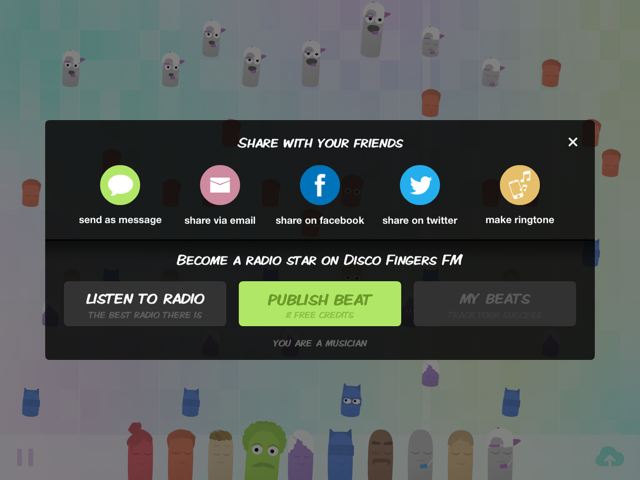 Share with your friends
send as message
share via email
share on facebook
share on twitter
make ringtone
Become a radio star on Disco Fingers FM
Listen to radio
The best radio there is
Publish beat
8 free credits
My beats
Track your success
You are a musician